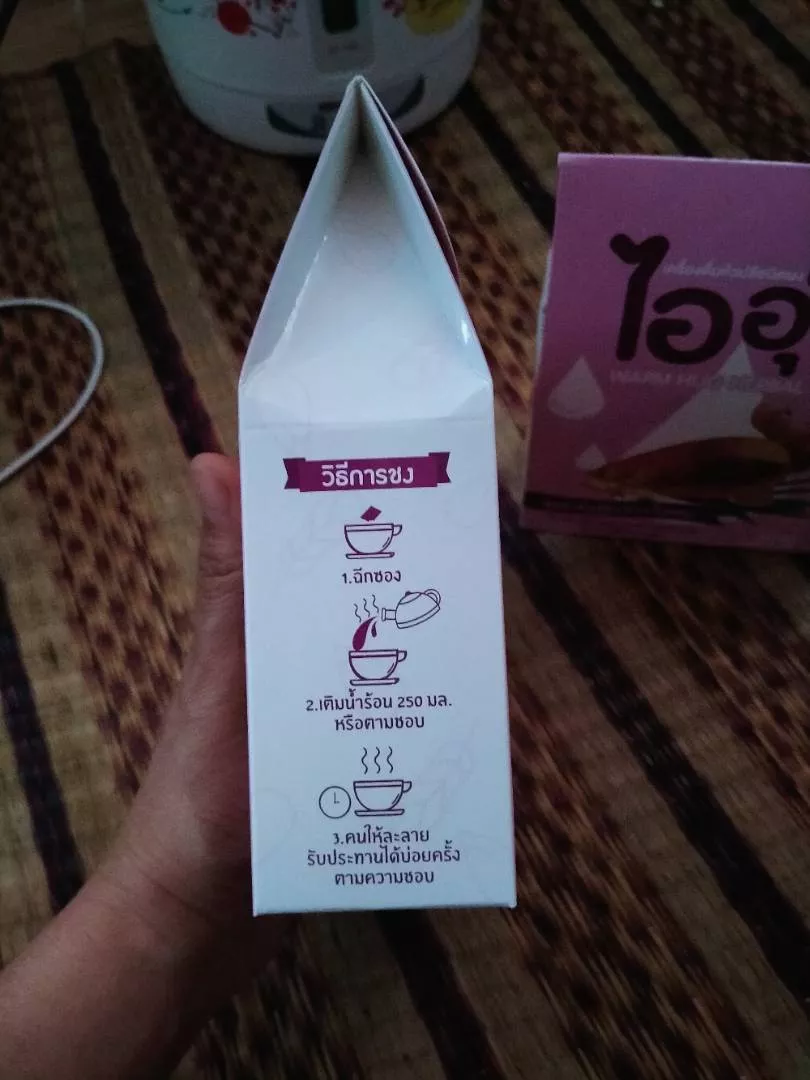 วิธีการชง
1.ฉีกซอง
2.เติมน้ำร้อน 250 มล.
หรือตามชอบ
3.คนให้ละลาย
รับประทานได้บ่อยครั้ง
ตามความชอบ
ไออุ